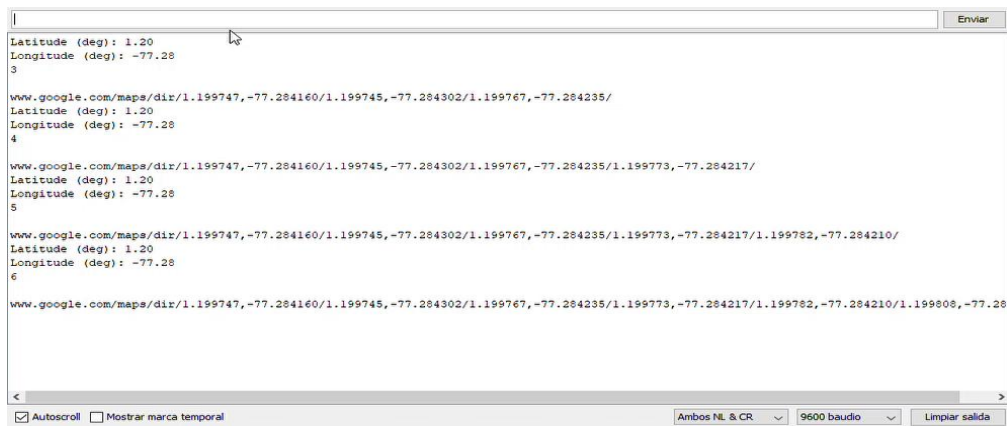 Enviar
Latitude (deg): 1.20
Longitude (deg): -77.28
3
www.google.com/maps/dir/1.199747,-77.284160/1.199745,-77.284302/1.199767,-77.284235/
Latitude (deg): 1.20
Longitude (deg): -77.28
4
www.google.com/maps/dir/1.199747,-77.284160/1.199745,-77.284302/1.199767,-77.284235/1.199773,-77.284217/
Latitude (deg): 1.20
Longitude (deg): -77.28
5
www.google.com/maps/dir/1.199747,-77.284160/1.199745,-77.284302/1.199767,-77.284235/1.199773,-77.284217/1.199782,-77.284210/
Latitude (deg): 1.20
Longitude (deg): -77.28
6
www.google.com/maps/dir/1.199747,-77.284160/1.199745,-77.284302/1.199767,-77.284235/1.199773,-77.284217/1.199782,-77.284210/1.199808,-77.28
Autoscroll Mostrar marca temporal Ambos NL & CR 9600 baudio Limpiar salida